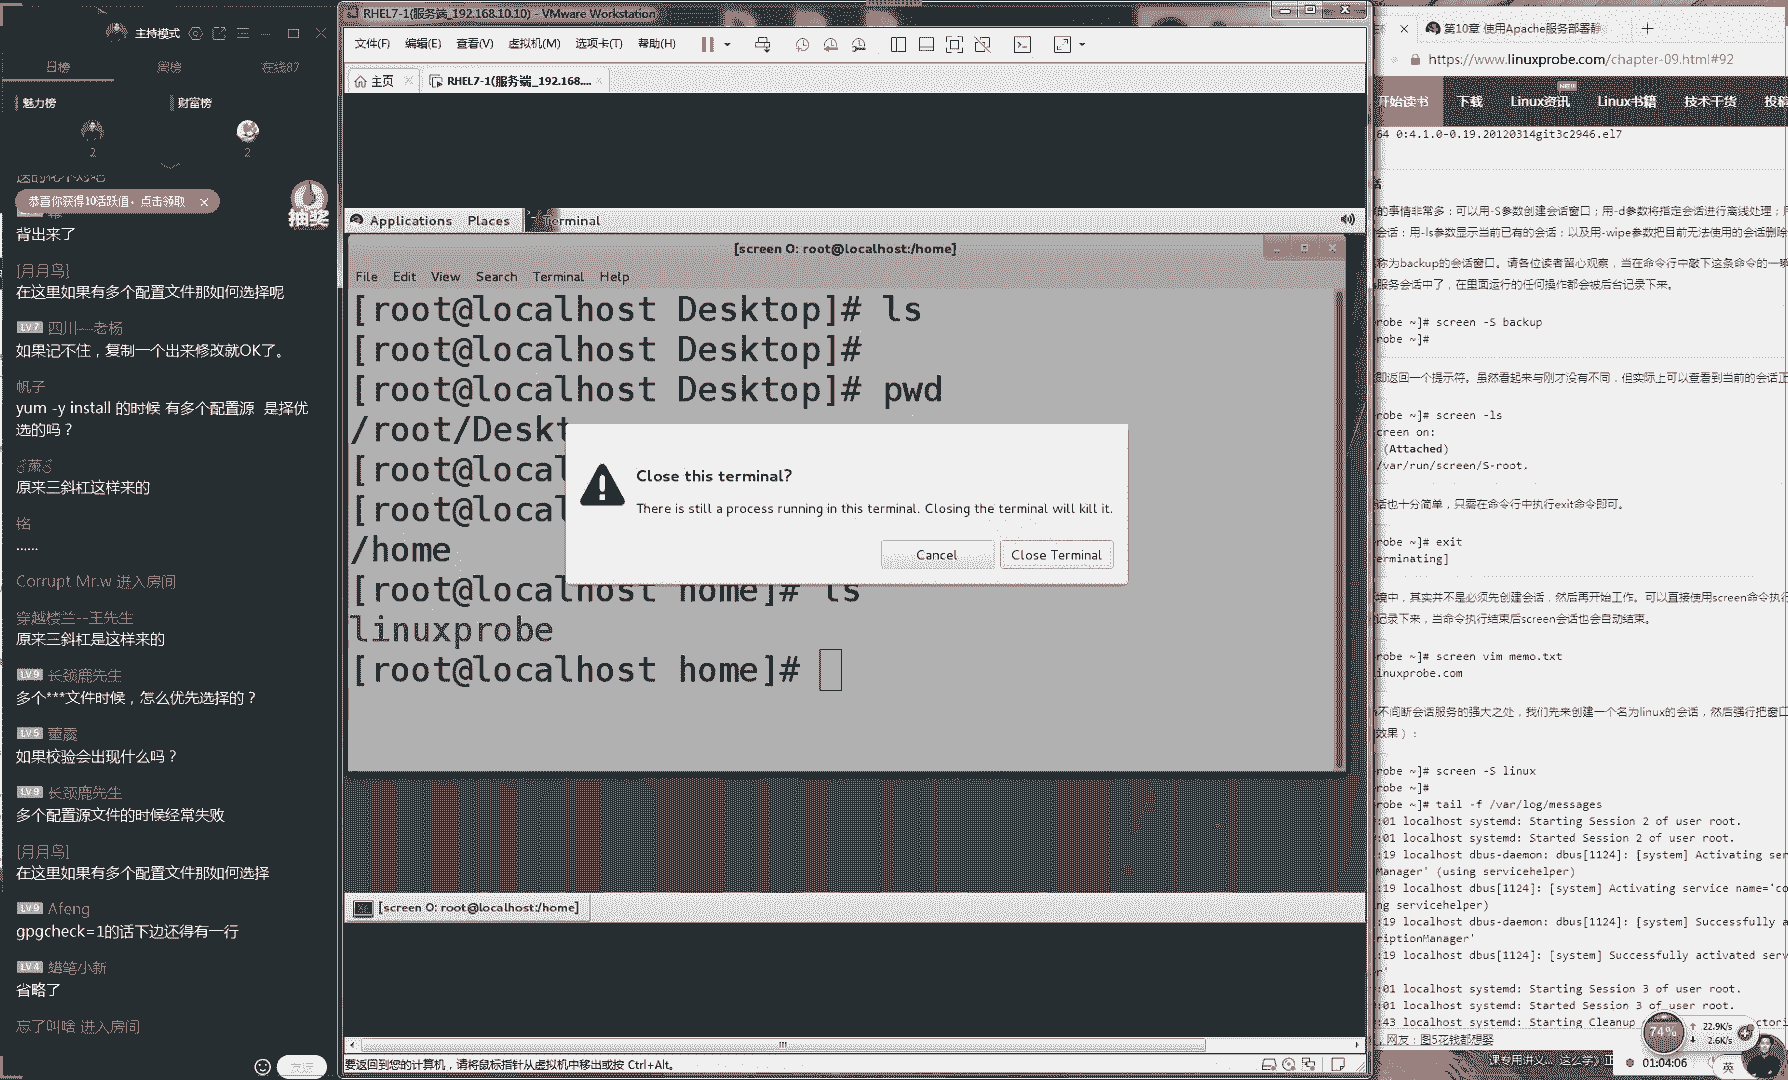 主持模式
日榜
周榜
在线87
魅力榜
财富榜
2
2
恭喜你获得10活跃值，点击领取
抽奖
背出来了
[月月鸟]
在这里如果有多个配置文件那如何选择呢
LV7 四川---老杨
如果记不住，复制一个出来修改就OK了。
帆子
yum -y install 的时候 有多个配置源 是择优
选的吗？
原来三斜杠这样来的
铭
......
Corrupt Mr.w 进入房间
穿越楼兰--王先生
原来三斜杠是这样来的
LV9 长颈鹿先生
多个***文件时候，怎么优先选择的？
LV5 董霞
如果校验会出现什么吗？
LV9 长颈鹿先生
多个配置源文件的时候经常失败
[月月鸟]
在这里如果有多个配置文件那如何选择
LV9 Afeng
gpgcheck=1的话下边还得有一行
LV4 蜡笔小新
省略了
忘了叫啥 进入房间
发送
RHEL7-1(服务端_192.168.10.10) - VMware Workstation
文件(F) 编辑(E) 查看(V) 虚拟机(M) 选项卡(T) 帮助(H)
主页
RHEL7-1(服务端_192.168....
Applications Places Terminal
[screen 0: root@localhost:/home]
File Edit View Search Terminal Help
[root@localhost Desktop]# ls
[root@localhost Desktop]#
[root@localhost Desktop]# pwd
/root/Deskt
[root@local
[root@local
/home
[root@localhost home]# ls
linuxprobe
[root@localhost home]#
Close this terminal?
There is still a process running in this terminal. Closing the terminal will kill it.
Cancel
Close Terminal
[screen 0: root@localhost:/home]
要返回到您的计算机，请将鼠标指针从虚拟机中移出或按 Ctrl+Alt。
第10章 使用Apache服务部署静
https://www.linuxprobe.com/chapter-09.html#92
开始读书 下载 Linux资讯 Linux书籍 技术干货 投稿
NEW
64 0:4.1.0-0.19.20120314git3c2946.el7
话
的事情非常多：可以用-S参数创建会话窗口；用-d参数将指定会话进行离线处理；用
会话；用-ls参数显示当前已有的会话；以及用-wipe参数把目前无法使用的会话删除
称为backup的会话窗口。请各位读者留心观察，当在命令行中敲下这条命令的一瞬
服务会话中了，在里面运行的任何操作都会被后台记录下来。
robe ~]# screen -S backup
robe ~]#
即返回一个提示符。虽然看起来与刚才没有不同，但实际上可以查看到当前的会话正
robe ~]# screen -ls
creen on:
(Attached)
/var/run/screen/S-root.
话也十分简单，只需在命令行中执行exit命令即可。
robe ~]# exit
erminating]
境中，其实并不是必须先创建会话，然后再开始工作。可以直接使用screen命令执行
记录下来，当命令执行结束后screen会话也会自动结束。
robe ~]# screen vim memo.txt
inuxprobe.com
不间断会话服务的强大之处，我们先来创建一个名为linux的会话，然后强行把窗口
效果）：
robe ~]# screen -S linux
robe ~]#
robe ~]# tail -f /var/log/messages
:01 localhost systemd: Starting Session 2 of user root.
:01 localhost systemd: Started Session 2 of user root.
:19 localhost dbus-daemon: dbus[1124]: [system] Activating ser
Manager' (using servicehelper)
:19 localhost dbus[1124]: [system] Activating service name='co
ng servicehelper)
:19 localhost dbus-daemon: dbus[1124]: [system] Successfully a
riptionManager'
:19 localhost dbus[1124]: [system] Successfully activated serv
r'
:01 localhost systemd: Starting Session 3 of user root.
:01 localhost systemd: Started Session 3 of user root.
:43 localhost systemd: Starting Cleanup
74%
22.9K/s
2.6K/s
网友：图5花钱都想娶
01:04:06
英